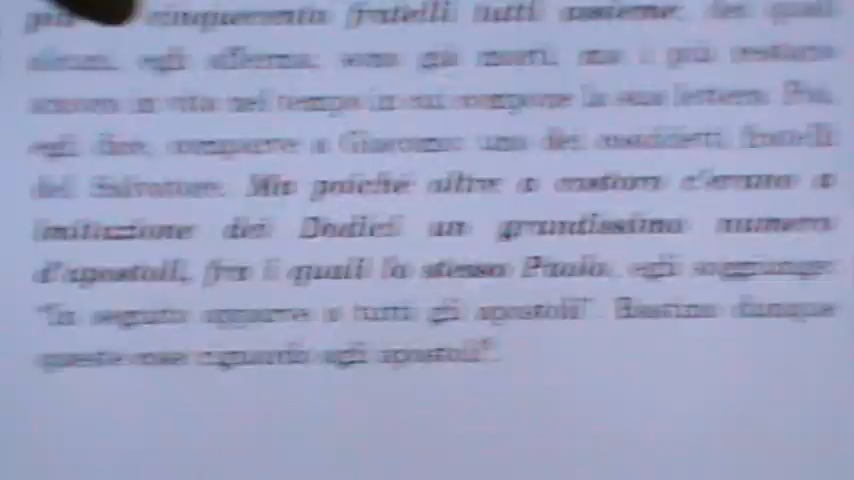 più cinquecento fratelli tutti assieme, dei quali
alcuni, egli afferma, sono già morti, ma i più restano
ancora in vita nel tempo in cui compone la sua lettera. Poi,
egli dice, comparve a Giacomo: uno dei cosiddetti fratelli
del Salvatore. Ma poiché oltre a costoro c'erano a
imitazione dei Dodici un grandissimo numero
d'apostoli, fra i quali lo stesso Paolo, egli soggiunge:
"In seguito apparve a tutti gli apostoli". Bastino dunque
queste cose riguardo agli apostoli".